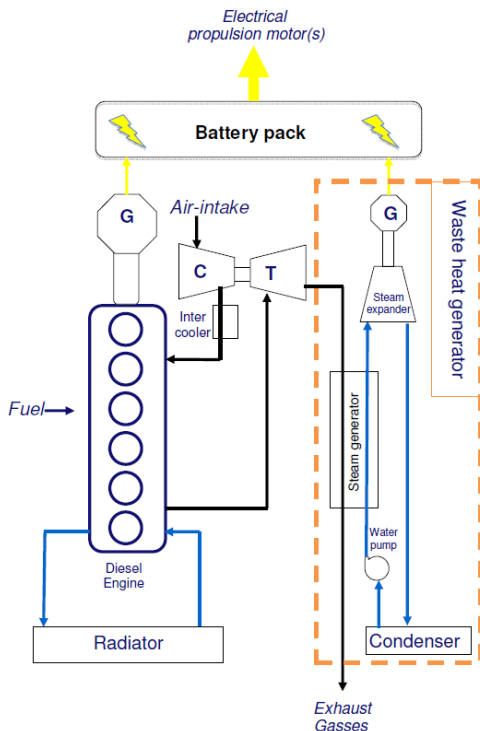 Electrical
propulsion motor(s)
Battery pack
G
G
Air-intake
C
T
Waste heat generator
Steam
expander
Inter
cooler
Fuel
Steam generator
Water
pump
Diesel
Engine
Radiator
Condenser
Exhaust
Gasses